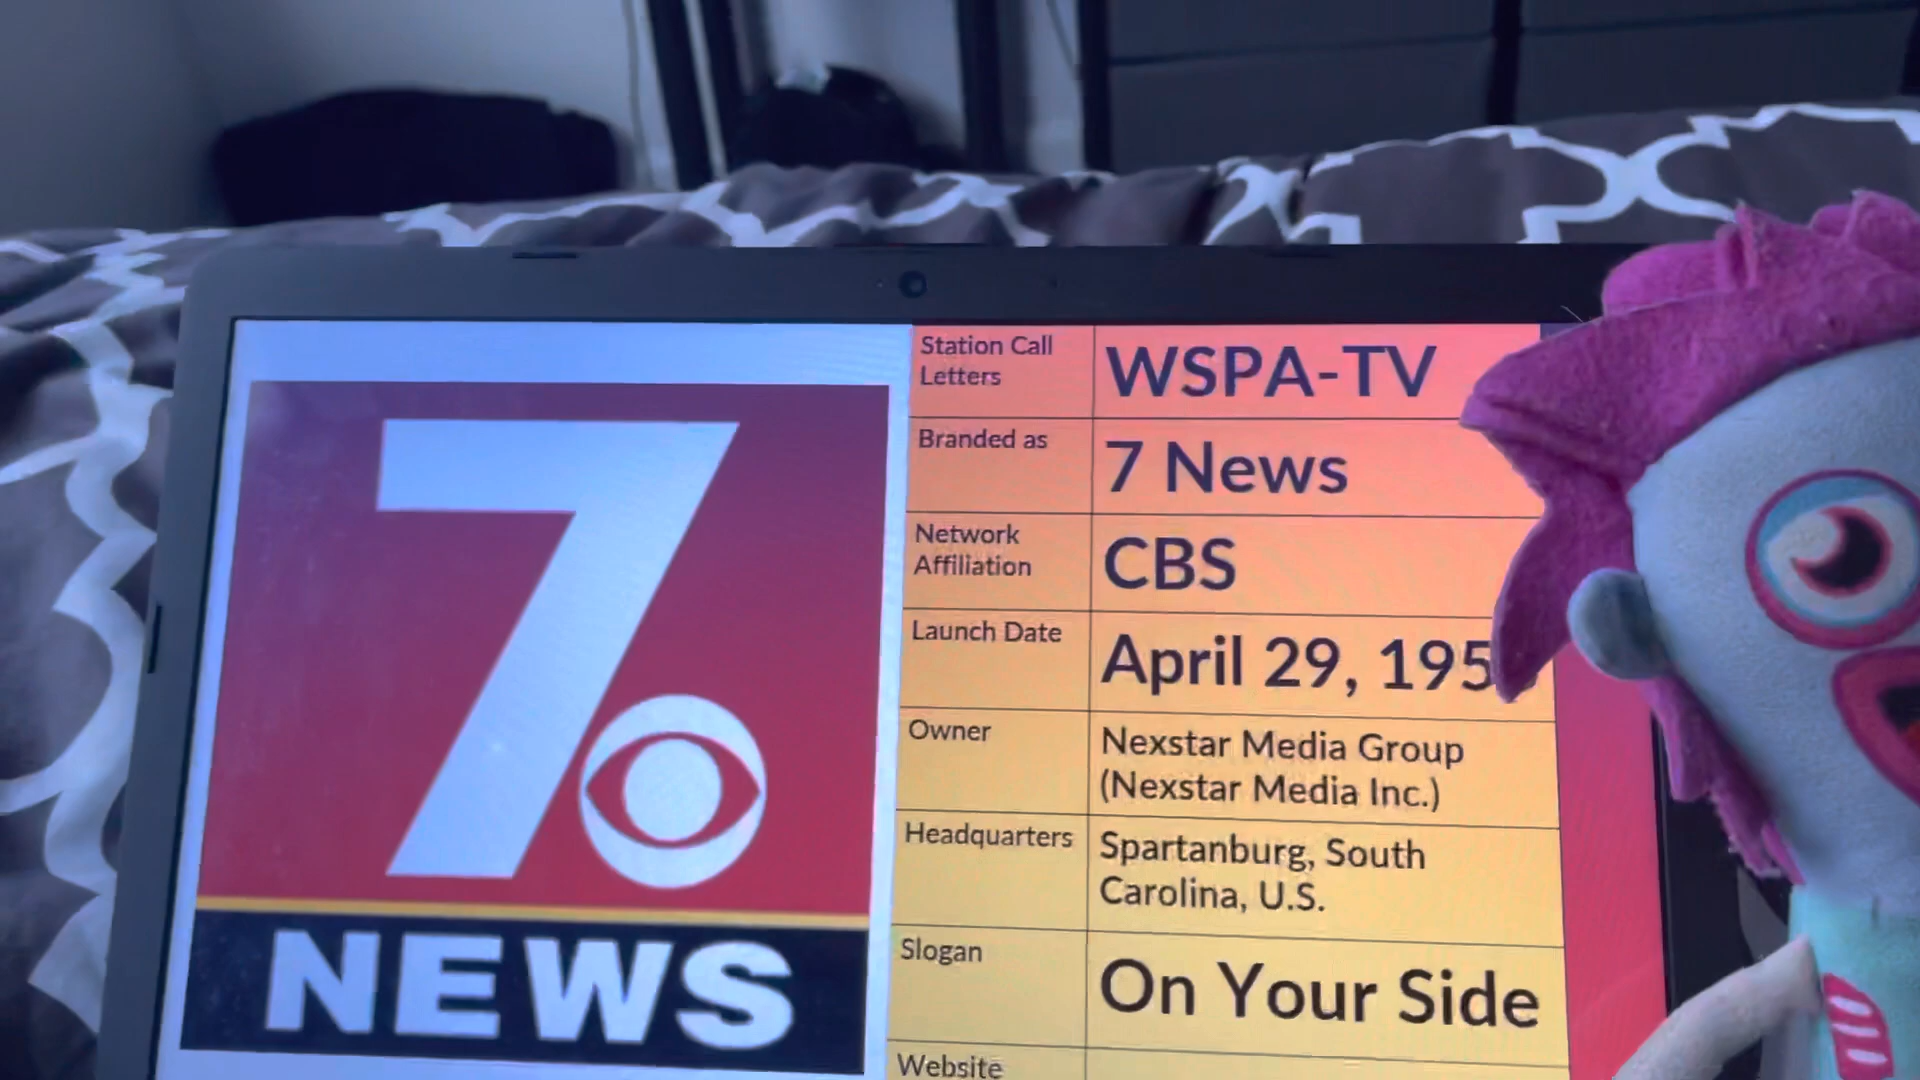 7
NEWS
Station Call
Letters
WSPA-TV
Branded as
7 News
Network
Affiliation
CBS
Launch Date
April 29, 195
Owner
Nexstar Media Group
(Nexstar Media Inc.)
Headquarters
Spartanburg, South
Carolina, U.S.
Slogan
On Your Side
Website